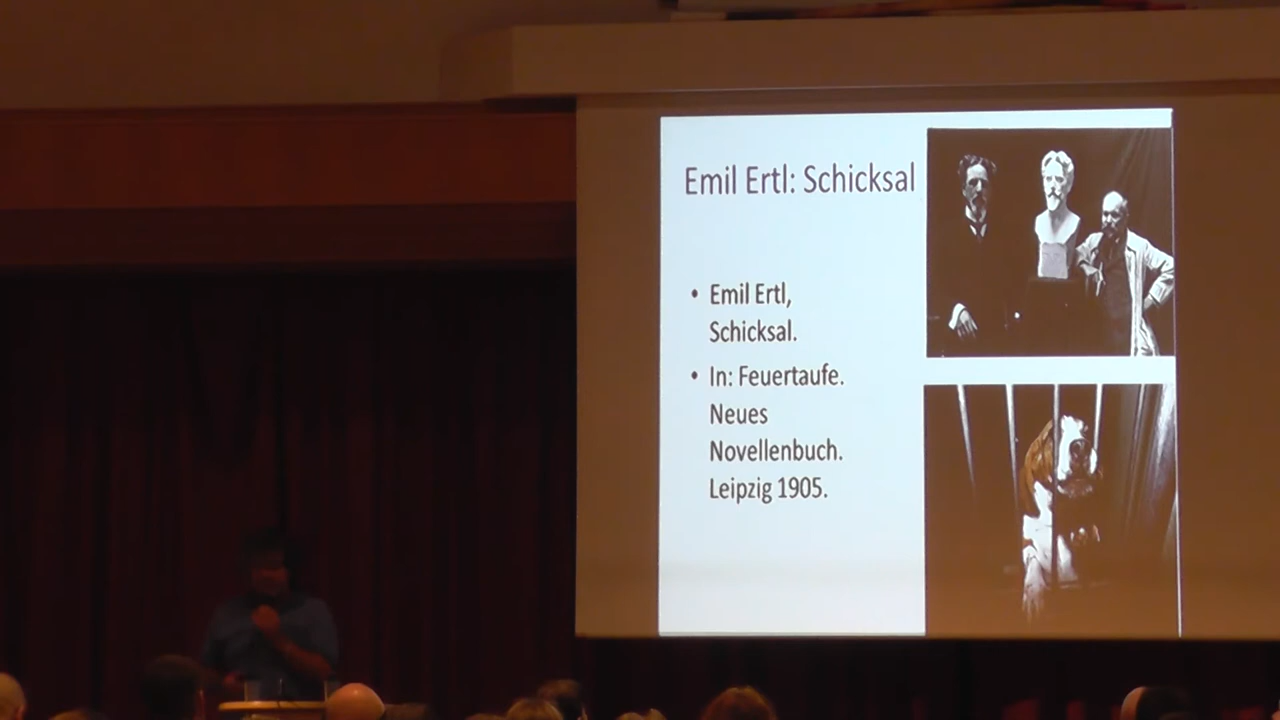 Emil Ertl: Schicksal
• Emil Ertl,
Schicksal.
• In: Feuertaufe.
Neues
Novellenbuch.
Leipzig 1905.